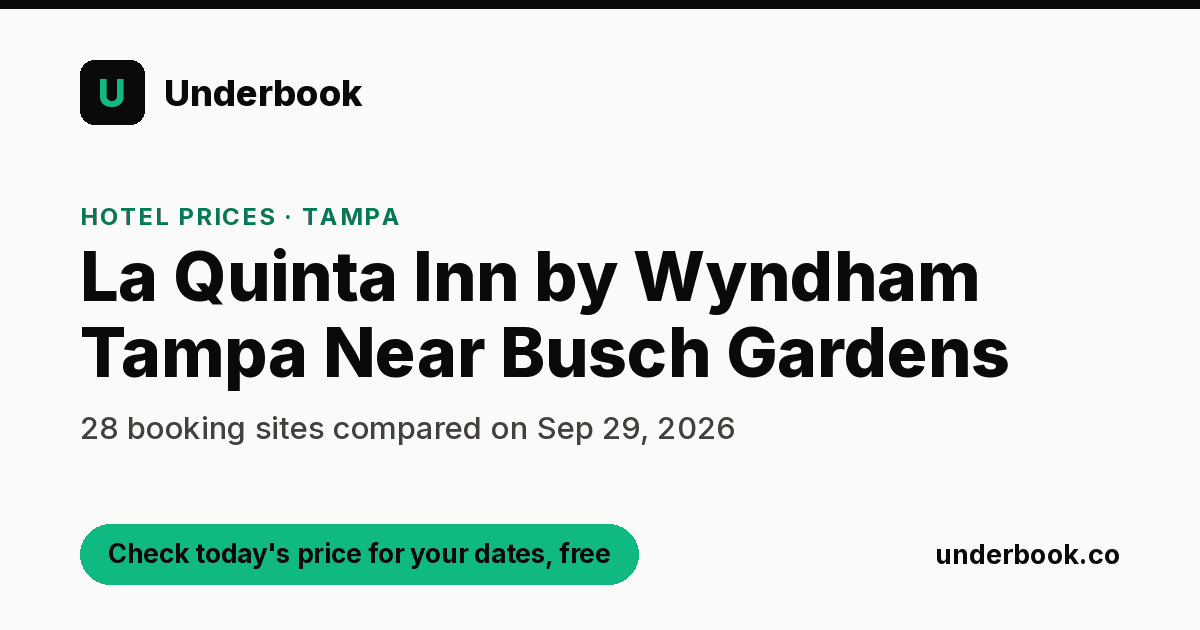 U Underbook
HOTEL PRICES · TAMPA
La Quinta Inn by Wyndham
Tampa Near Busch Gardens
28 booking sites compared on Sep 29, 2026
Check today's price for your dates, free
underbook.co